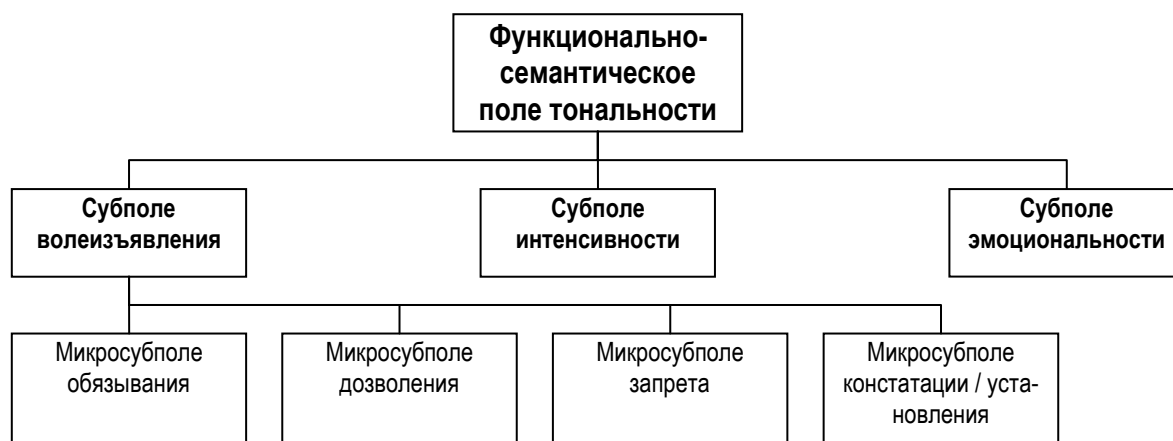 Функционально-
семантическое
поле тональности
Субполе
волеизъявления
Субполе
интенсивности
Субполе
эмоциональности
Микросубполе
обязывания
Микросубполе
дозволения
Микросубполе
запрета
Микросубполе
констатации / уста-
новления